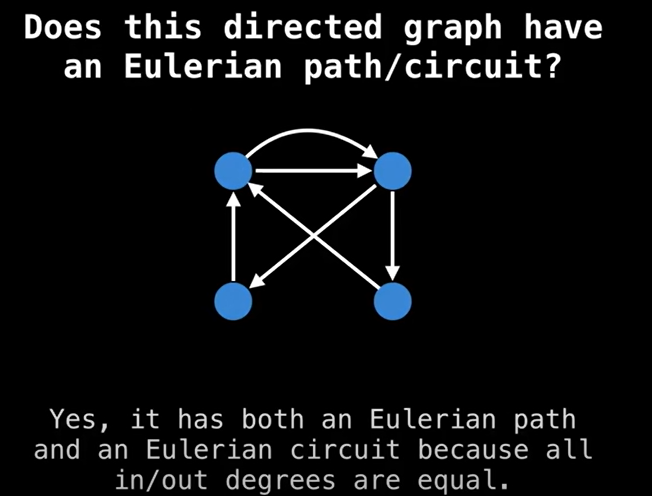 Does this directed graph have
an Eulerian path/circuit?
Yes, it has both an Eulerian path
and an Eulerian circuit because all
in/out degrees are equal.